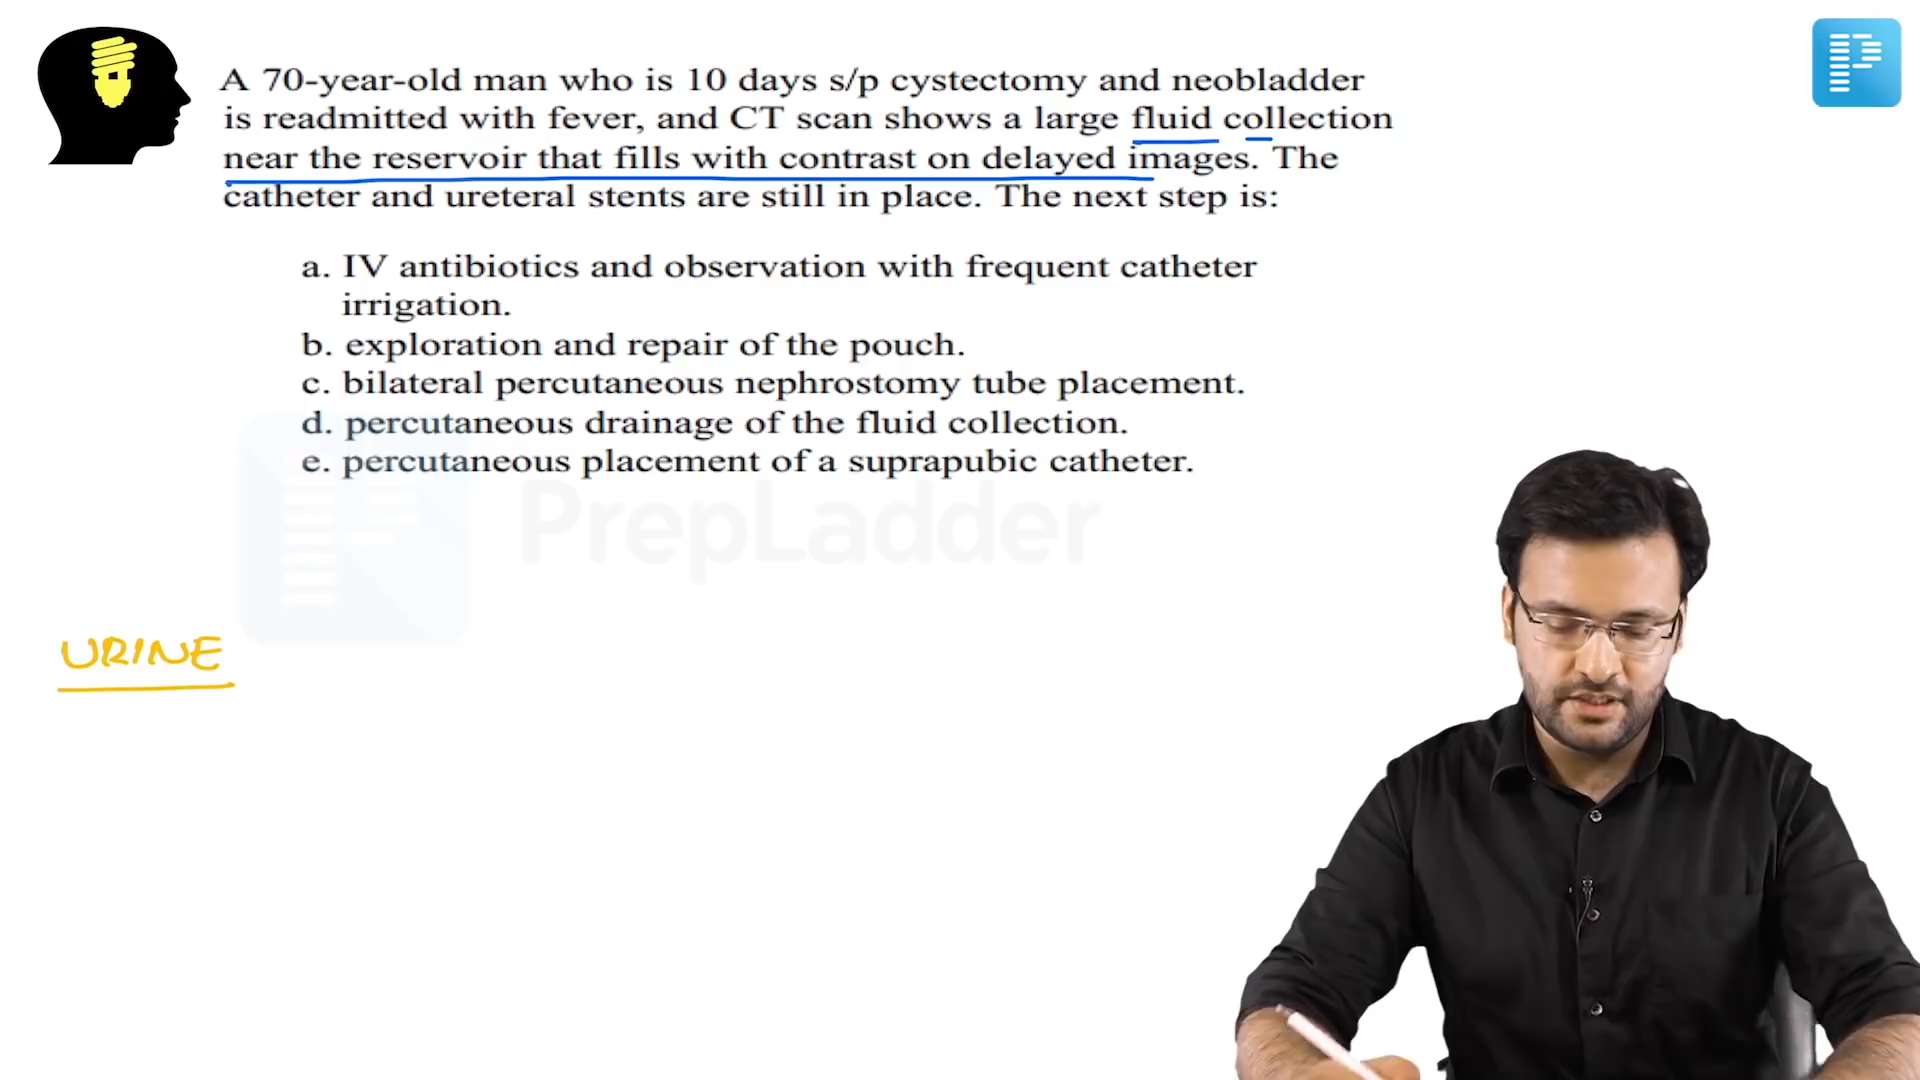 A 70-year-old man who is 10 days s/p cystectomy and neobladder
is readmitted with fever, and CT scan shows a large fluid collection
near the reservoir that fills with contrast on delayed images. The
catheter and ureteral stents are still in place. The next step is:
a. IV antibiotics and observation with frequent catheter
irrigation.
b. exploration and repair of the pouch.
c. bilateral percutaneous nephrostomy tube placement.
d. percutaneous drainage of the fluid collection.
e. percutaneous placement of a suprapubic catheter.
PrepLadder
URINE